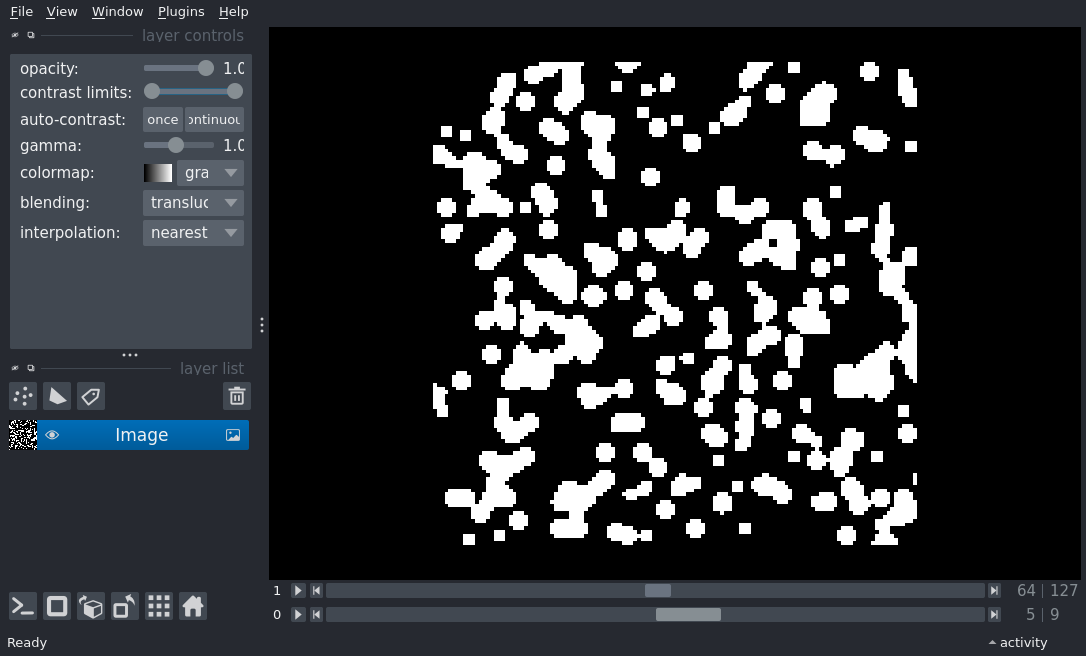 File View Window Plugins Help
layer controls
opacity: 1.0
contrast limits:
auto-contrast: once ontinuou
gamma: 1.0
colormap: gra
blending: transluc
interpolation: nearest
layer list
Image
1 64 | 127
0 5 | 9
Ready activity